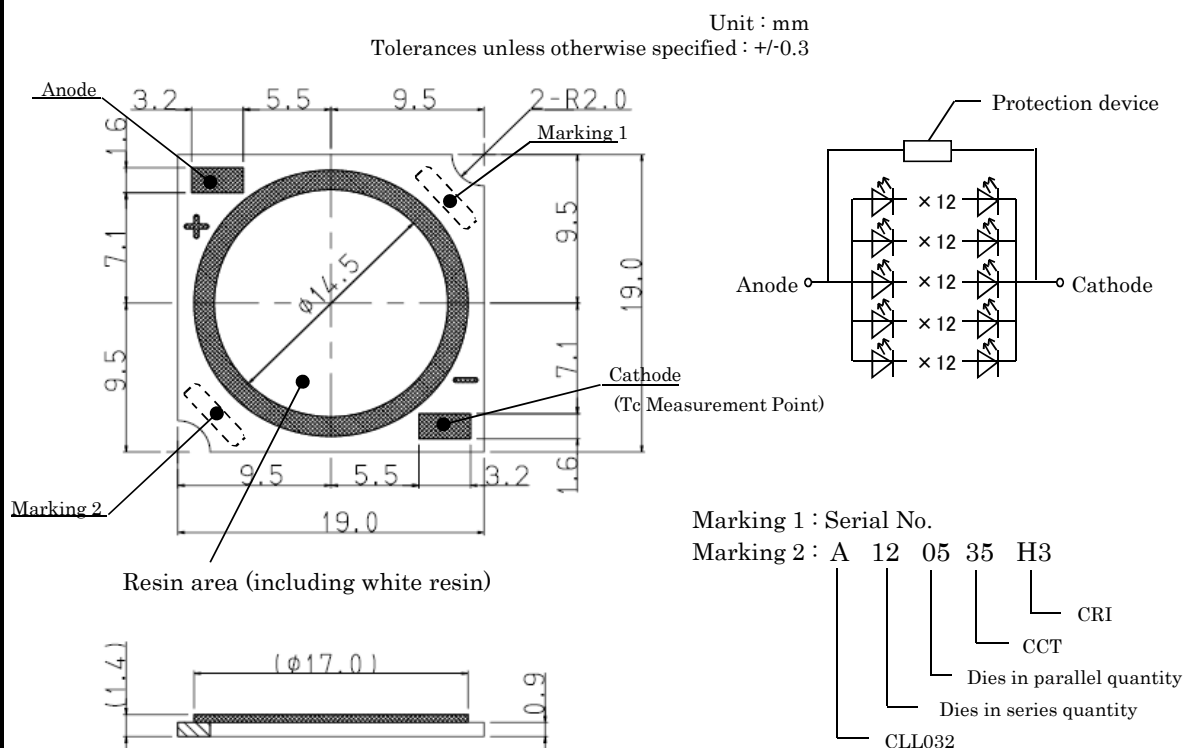 Unit : mm
Tolerances unless otherwise specified : +/-0.3
Anode
3.2
5.5
9.5
2-R2.0
Marking 1
1.6
7.1
9.5
+
φ14.5
9.5
19.0
7.1
1.6
−
Cathode
(Tc Measurement Point)
9.5
5.5
3.2
19.0
Marking 2
Resin area (including white resin)
(φ17.0)
(1.4)
0.9
Protection device
×12
×12
×12
×12
×12
Anode
Cathode
Marking 1 : Serial No.
Marking 2 : A 12 05 35 H3
CRI
CCT
Dies in parallel quantity
Dies in series quantity
CLL032